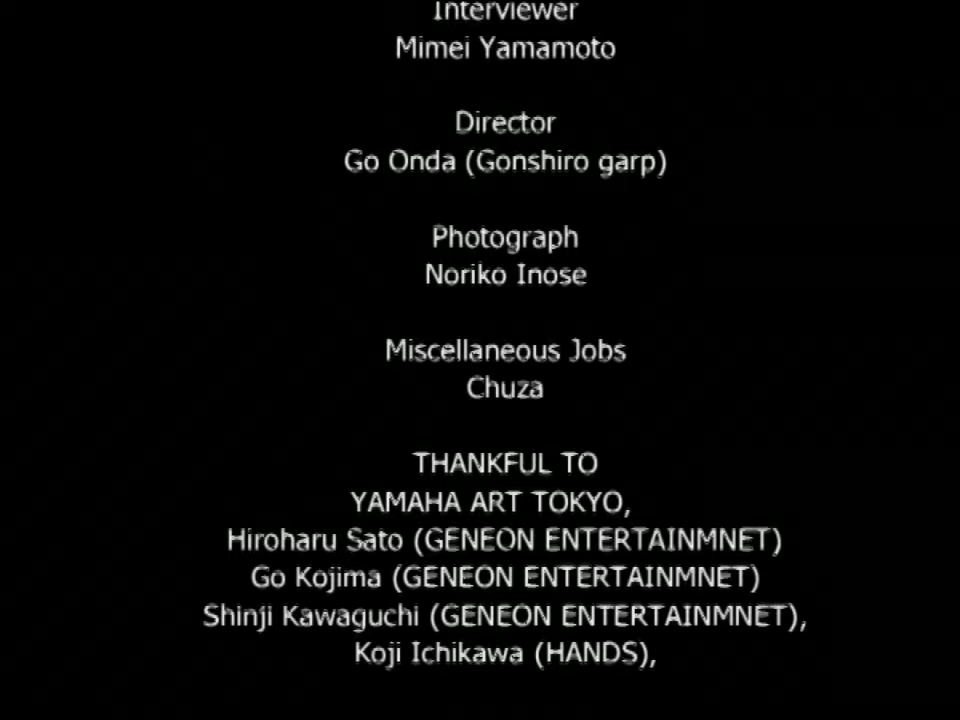 Interviewer
Mimei Yamamoto
Director
Go Onda (Gonshiro garp)
Photograph
Noriko Inose
Miscellaneous Jobs
Chuza
THANKFUL TO
YAMAHA ART TOKYO,
Hiroharu Sato (GENEON ENTERTAINMNET)
Go Kojima (GENEON ENTERTAINMNET)
Shinji Kawaguchi (GENEON ENTERTAINMNET),
Koji Ichikawa (HANDS),